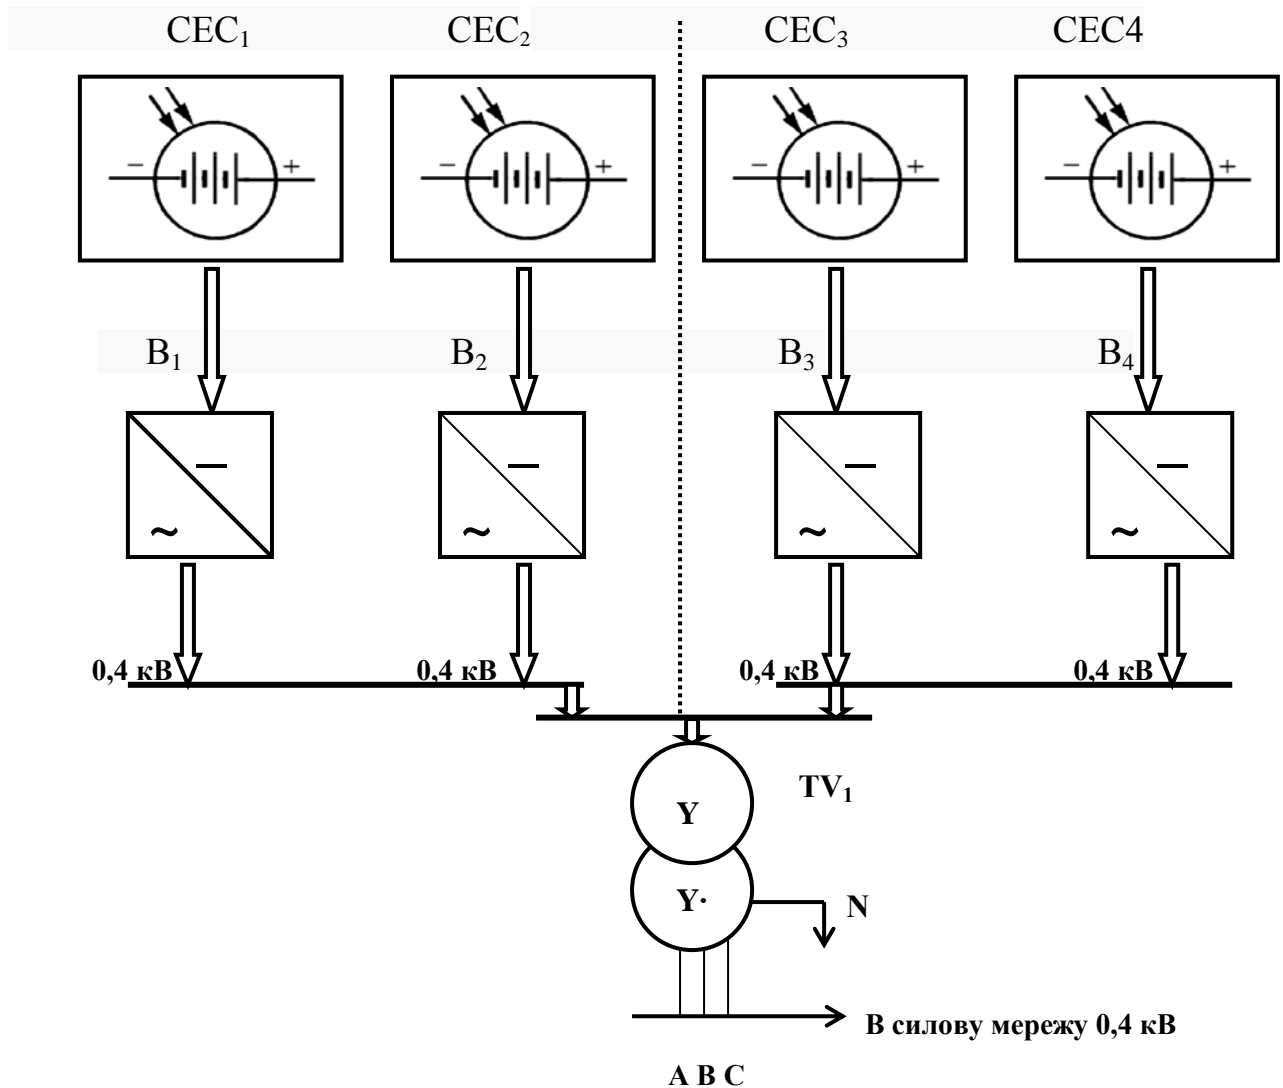 СЕС₁ СЕС₂ СЕС₃ СЕС4
− + − + − + − +
В₁ В₂ В₃ В₄
− − − −
~ ~ ~ ~
0,4 кВ 0,4 кВ 0,4 кВ 0,4 кВ
TV₁
Y
Y·
N
В силову мережу 0,4 кВ
A B C